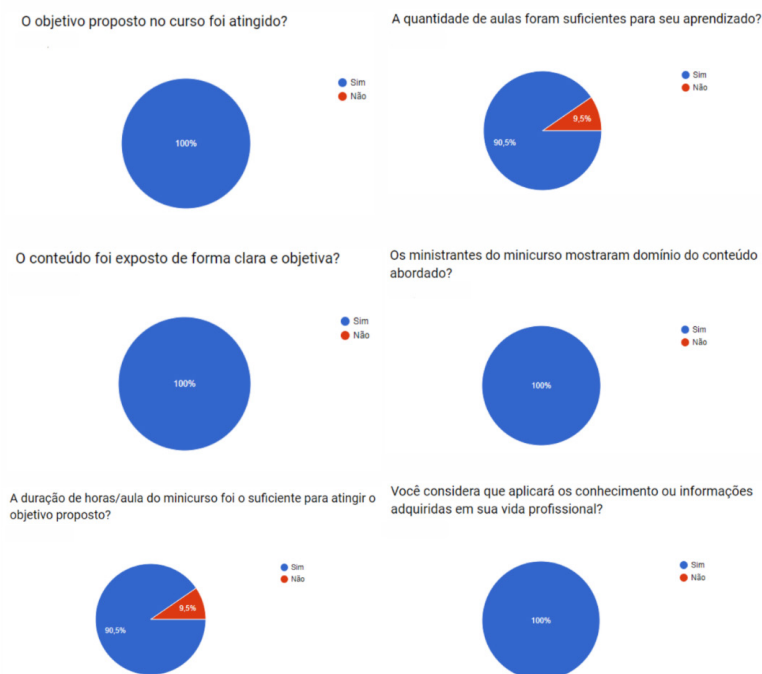 O objetivo proposto no curso foi atingido?
Sim
Não
100%
A quantidade de aulas foram suficientes para seu aprendizado?
Sim
Não
9,5%
90,5%
O conteúdo foi exposto de forma clara e objetiva?
Sim
Não
100%
Os ministrantes do minicurso mostraram domínio do conteúdo
abordado?
Sim
Não
100%
A duração de horas/aula do minicurso foi o suficiente para atingir o
objetivo proposto?
Sim
Não
9,5%
90,5%
Você considera que aplicará os conhecimento ou informações
adquiridas em sua vida profissional?
Sim
Não
100%